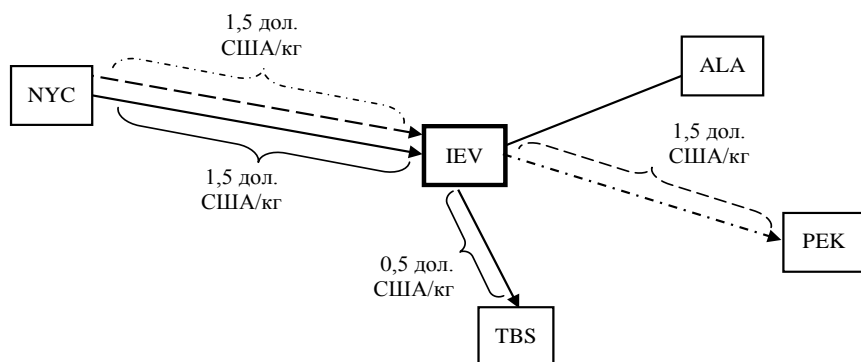 1,5 дол.
США/кг
NYC
ALA
IEV
1,5 дол.
США/кг
1,5 дол.
США/кг
PEK
0,5 дол.
США/кг
TBS